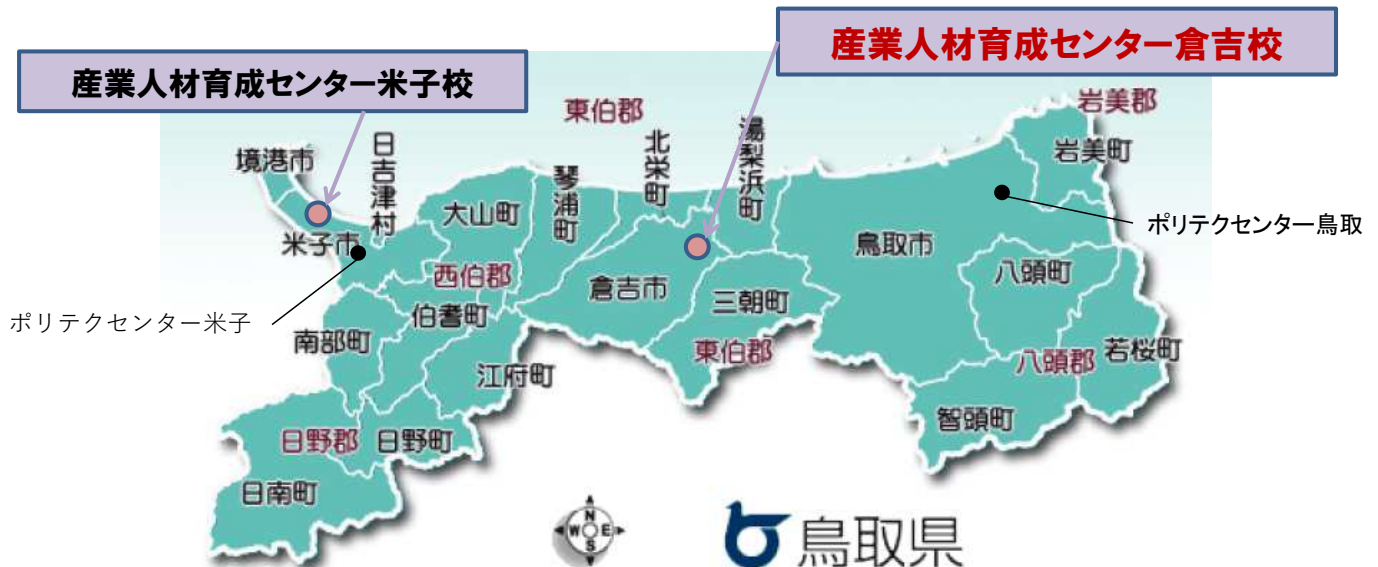 産業人材育成センター倉吉校
産業人材育成センター米子校
東伯郡
岩美郡
北栄町
湯梨浜町
日吉津村
琴浦町
境港市
岩美町
大山町
米子市
鳥取市
ポリテクセンター鳥取
西伯郡
倉吉市
三朝町
八頭町
ポリテクセンター米子
伯耆町
南部町
東伯郡
八頭郡
若桜町
江府町
智頭町
日野郡
日野町
日南町
N
W E
S
鳥取県